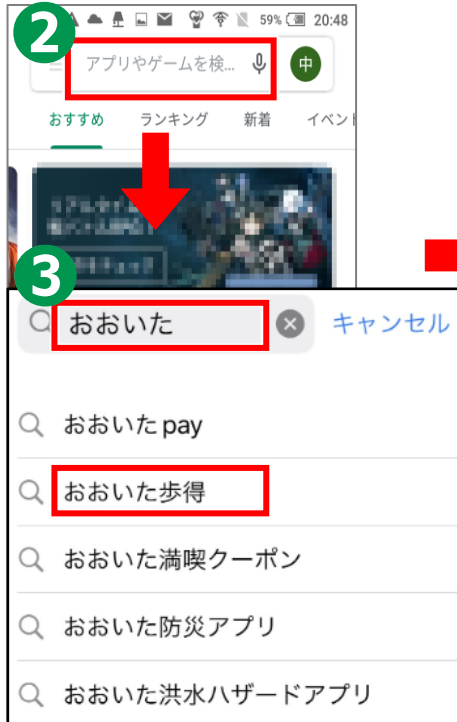 2
59% 20:48
アプリやゲームを検... 中
おすすめ ランキング 新着 イベント
3
おおいた キャンセル
おおいたpay
おおいた歩得
おおいた満喫クーポン
おおいた防災アプリ
おおいた洪水ハザードアプリ